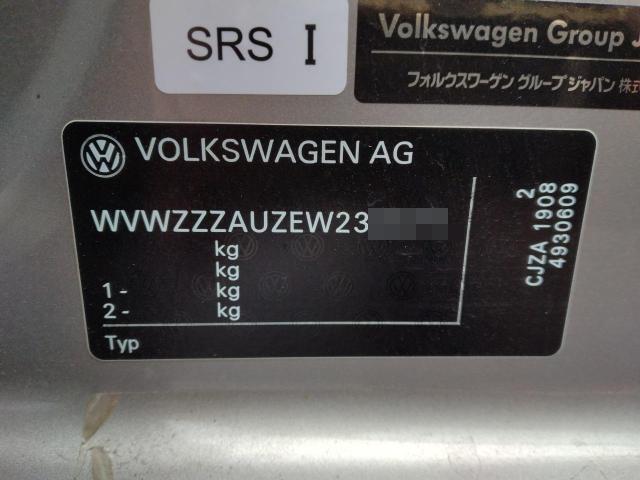 SRS I
Volkswagen Group J
フォルクスワーゲン グループ ジャパン 株式
VOLKSWAGEN AG
WVWZZZAUZEW23
kg
kg
1 - kg
2 - kg
Typ
2
CJZA 1908
4930609